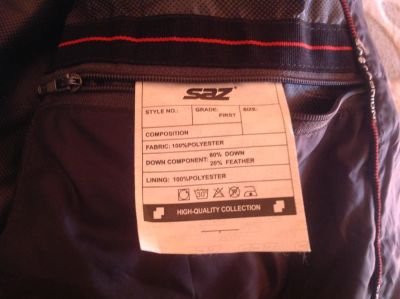 saz
STYLE NO.: GRADE: SIZE:
FIRST
COMPOSITION
FABRIC: 100%POLYESTER
DOWN COMPONENT: 80% DOWN
20% FEATHER
LINING: 100%POLYESTER
30
HIGH-QUALITY COLLECTION